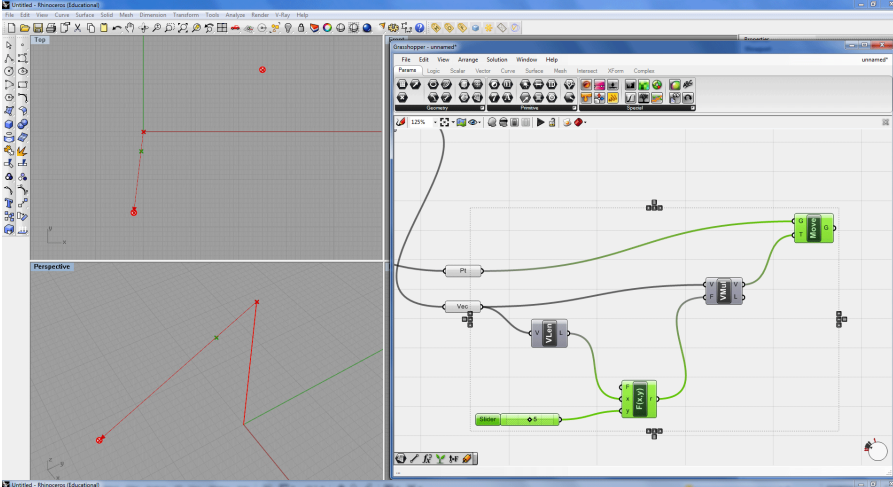 Untitled - Rhinoceros (Educational)
File Edit View Curve Surface Solid Mesh Dimension Transform Tools Analyze Render V-Ray Help
Top
Grasshopper - unnamed*
File Edit View Arrange Solution Window Help
unnamed*
Params Logic Scalar Vector Curve Surface Mesh Intersect XForm Complex
Geometry
Primitive
Special
125%
G
T
Move
G
Pt
Vec
V
F
VMul
V
L
V
VLen
L
F
x
y
F(x,y)
r
Slider
5
y
x
Perspective
z
y
x
Untitled - Rhinoceros (Educational)